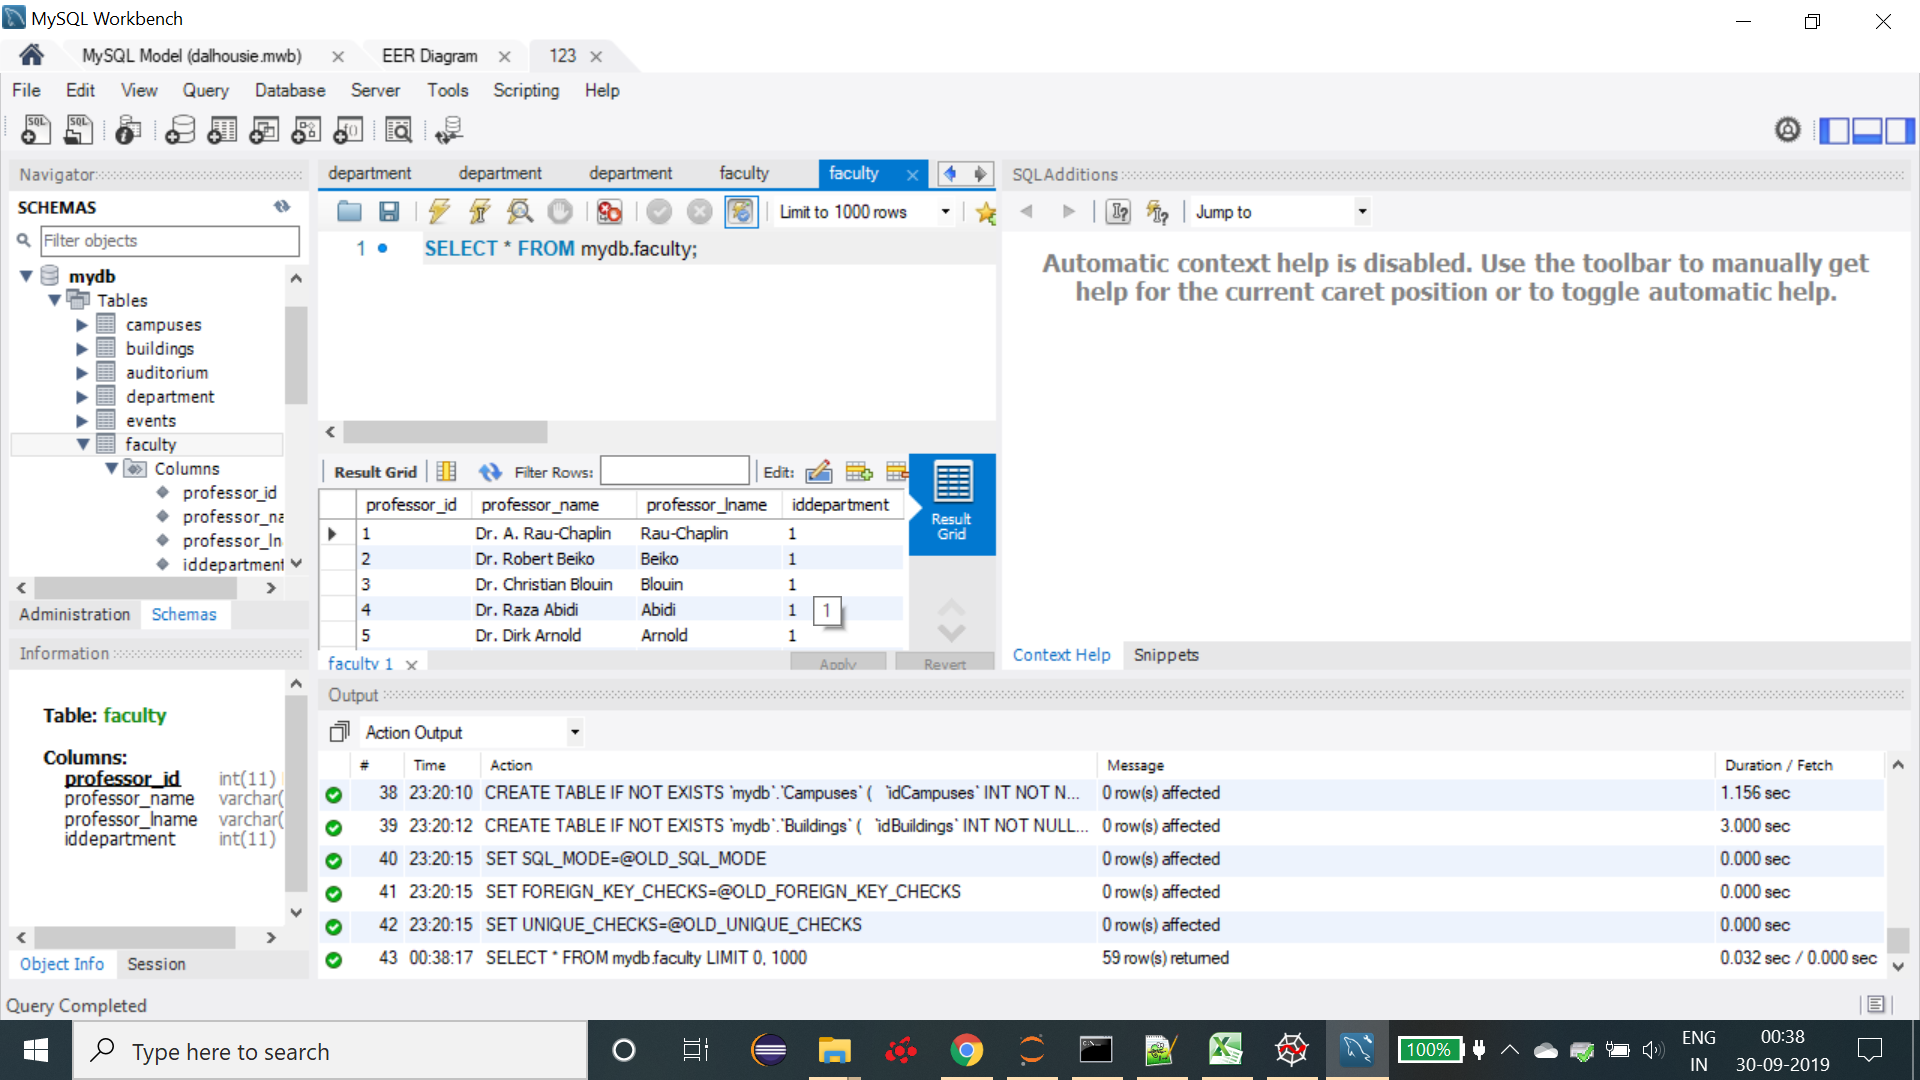 MySQL Workbench
MySQL Model (dalhousie.mwb)
EER Diagram
123
File Edit View Query Database Server Tools Scripting Help
Navigator
SCHEMAS
Filter objects
mydb
Tables
campuses
buildings
auditorium
department
events
faculty
Columns
professor_id
professor_na
professor_ln
iddepartment
Administration Schemas
Information
Table: faculty
Columns:
professor_id int(11)
professor_name varchar(
professor_lname varchar(
iddepartment int(11)
Object Info Session
Query Completed
department department department faculty faculty
Limit to 1000 rows
1 SELECT * FROM mydb.faculty;
Result Grid Filter Rows: Edit:
professor_id professor_name professor_lname iddepartment
1 Dr. A. Rau-Chaplin Rau-Chaplin 1
2 Dr. Robert Beiko Beiko 1
3 Dr. Christian Blouin Blouin 1
4 Dr. Raza Abidi Abidi 1
1
5 Dr. Dirk Arnold Arnold 1
Result
Grid
faculty 1 Apply Revert
SQLAdditions
Jump to
Automatic context help is disabled. Use the toolbar to manually get
help for the current caret position or to toggle automatic help.
Context Help Snippets
Output
Action Output
# Time Action Message Duration / Fetch
38 23:20:10 CREATE TABLE IF NOT EXISTS `mydb`.`Campuses` ( `idCampuses` INT NOT N... 0 row(s) affected 1.156 sec
39 23:20:12 CREATE TABLE IF NOT EXISTS `mydb`.`Buildings` ( `idBuildings` INT NOT NULL... 0 row(s) affected 3.000 sec
40 23:20:15 SET SQL_MODE=@OLD_SQL_MODE 0 row(s) affected 0.000 sec
41 23:20:15 SET FOREIGN_KEY_CHECKS=@OLD_FOREIGN_KEY_CHECKS 0 row(s) affected 0.000 sec
42 23:20:15 SET UNIQUE_CHECKS=@OLD_UNIQUE_CHECKS 0 row(s) affected 0.000 sec
43 00:38:17 SELECT * FROM mydb.faculty LIMIT 0, 1000 59 row(s) returned 0.032 sec / 0.000 sec
Type here to search
100%
ENG
IN
00:38
30-09-2019